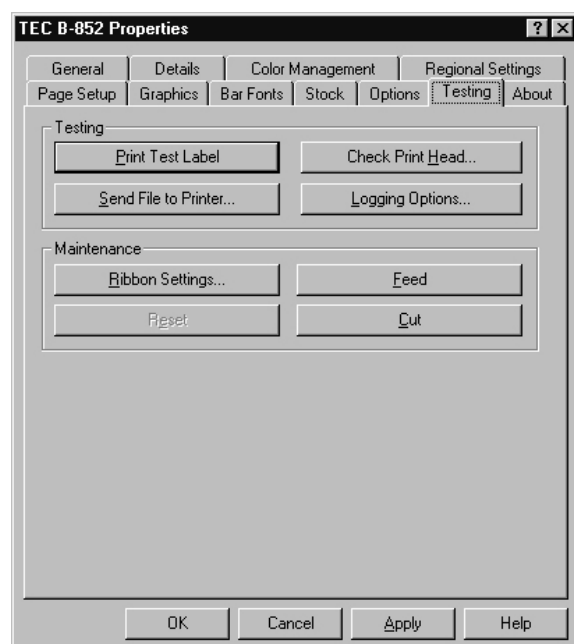 TEC B-852 Properties
General Details Color Management Regional Settings
Page Setup Graphics Bar Fonts Stock Options Testing About
Testing
Print Test Label Check Print Head...
Send File to Printer... Logging Options...
Maintenance
Ribbon Settings... Feed
Reset Cut
OK Cancel Apply Help